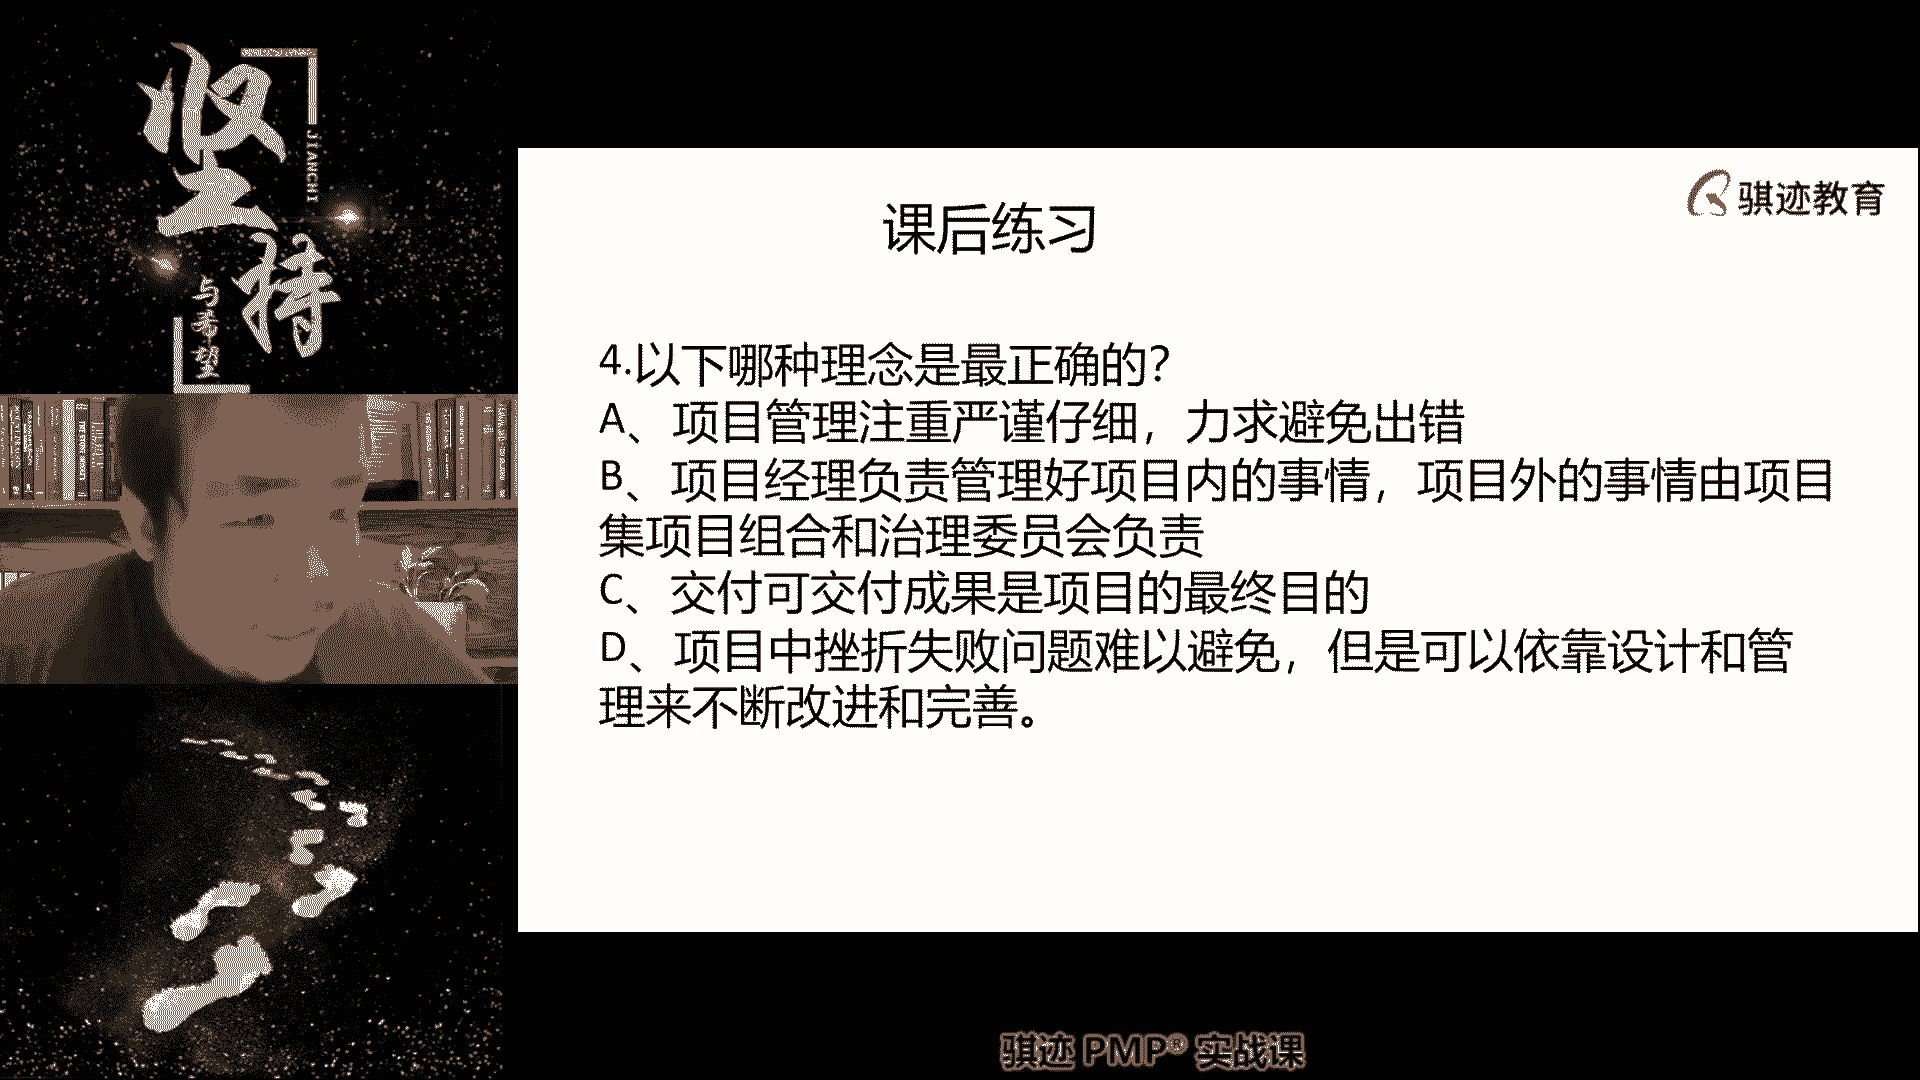 坚持
JIANCHI
与希望
骐迹教育
课后练习
4.以下哪种理念是最正确的？
A、项目管理注重严谨仔细，力求避免出错
B、项目经理负责管理好项目内的事情，项目外的事情由项目
集项目组合和治理委员会负责
C、交付可交付成果是项目的最终目的
D、项目中挫折失败问题难以避免，但是可以依靠设计和管
理来不断改进和完善。
骐迹 PMP® 实战课